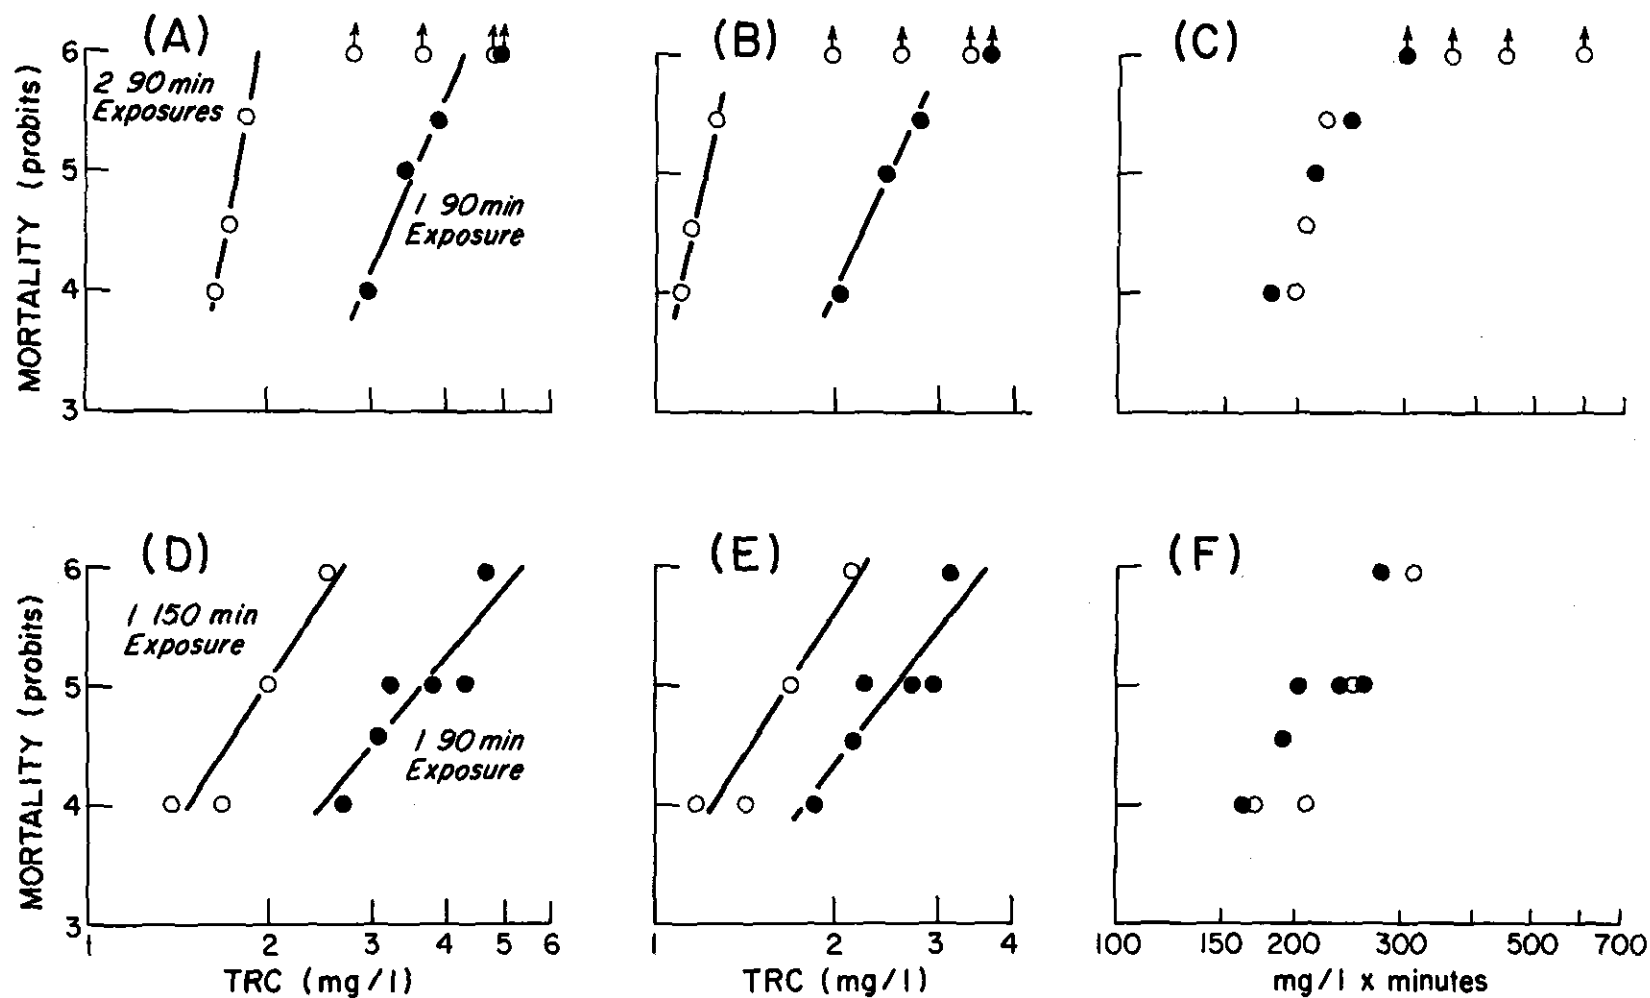 (A)
(B)
(C)
MORTALITY (probits)
6
5
4
3
2 90 min
Exposures
1 90 min
Exposure
(D)
(E)
(F)
MORTALITY (probits)
6
5
4
3
1 150 min
Exposure
1 90 min
Exposure
1 2 3 4 5 6
TRC (mg/l)
1 2 3 4
TRC (mg/l)
100 150 200 300 500 700
mg/l x minutes